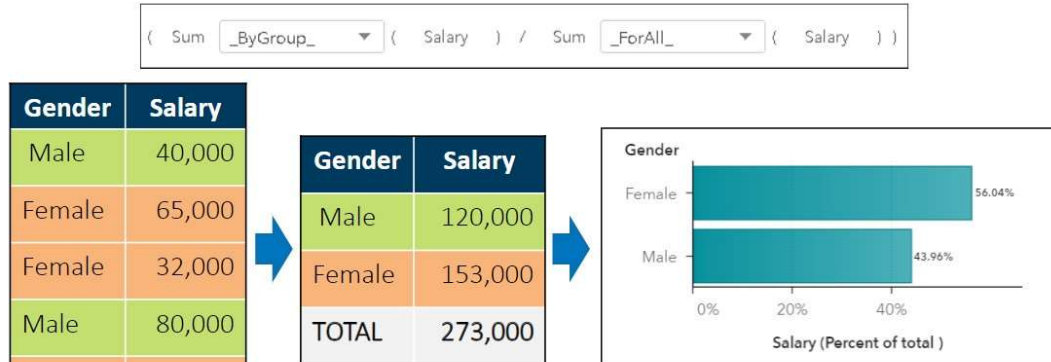 ( Sum _ByGroup_ ( Salary ) / Sum _ForAll_ ( Salary ) )
Gender Salary
Male 40,000
Female 65,000
Female 32,000
Male 80,000
Gender Salary
Male 120,000
Female 153,000
TOTAL 273,000
Gender
Female 56.04%
Male 43.96%
0% 20% 40%
Salary (Percent of total )